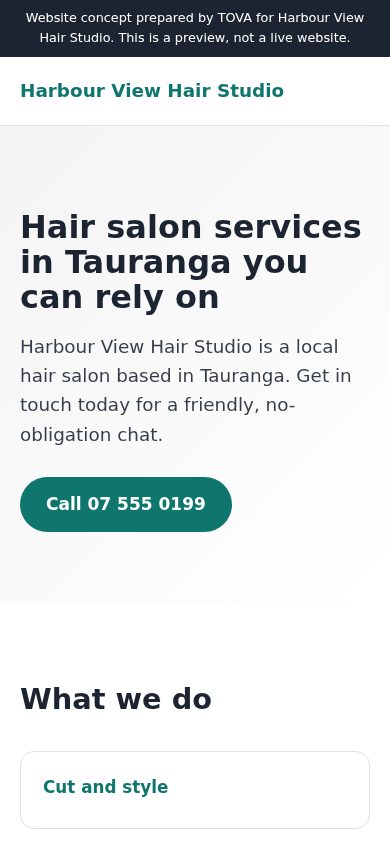 Website concept prepared by TOVA for Harbour View
Hair Studio. This is a preview, not a live website.
Harbour View Hair Studio
Hair salon services
in Tauranga you
can rely on
Harbour View Hair Studio is a local
hair salon based in Tauranga. Get in
touch today for a friendly, no-
obligation chat.
Call 07 555 0199
What we do
Cut and style